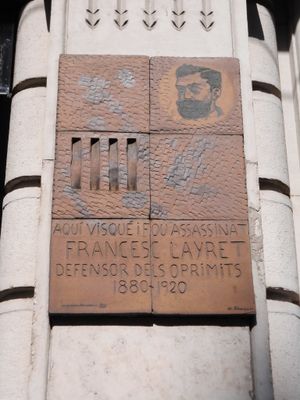 AQUÍ VISQUÉ I FOU ASSASSINAT
FRANCESC LAYRET
DEFENSOR DELS OPRIMITS
1880-1920